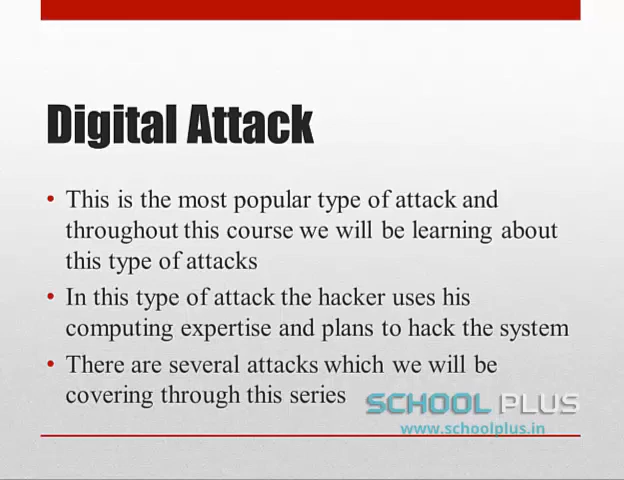 Digital Attack
• This is the most popular type of attack and
throughout this course we will be learning about
this type of attacks
• In this type of attack the hacker uses his
computing expertise and plans to hack the system
• There are several attacks which we will be
covering through this series
SCHOOL PLUS
www.schoolplus.in